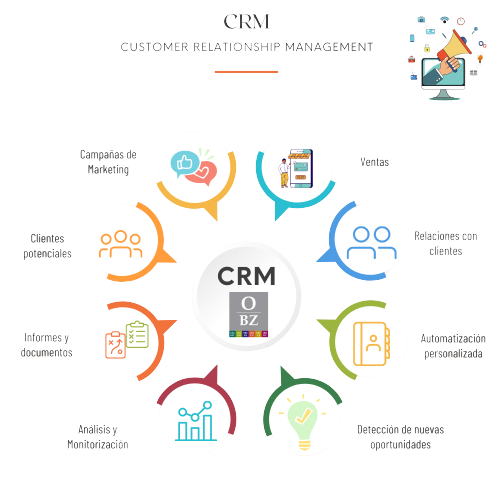 CRM
CUSTOMER RELATIONSHIP MANAGEMENT
Campañas de
Marketing
Ventas
Clientes
potenciales
Relaciones con
clientes
CRM
O
BZ
Informes y
documentos
Automatización
personalizada
Análisis y
Monitorización
Detección de nuevas
oportunidades